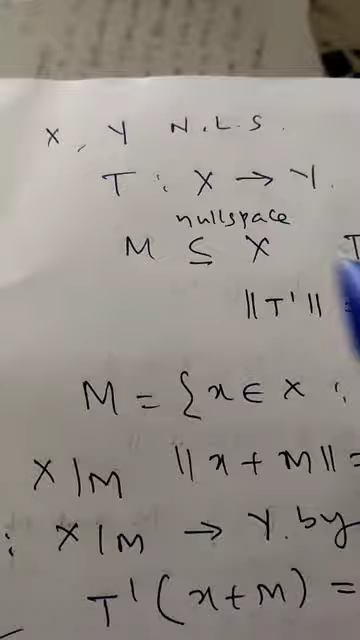 X, Y N.L.S.
T : X → Y.
nullspace
M ⊆ X T
||T'|| =
M = {x ∈ X :
X|M ||x+M|| =
: X|M → Y. by
T'(x+M) =